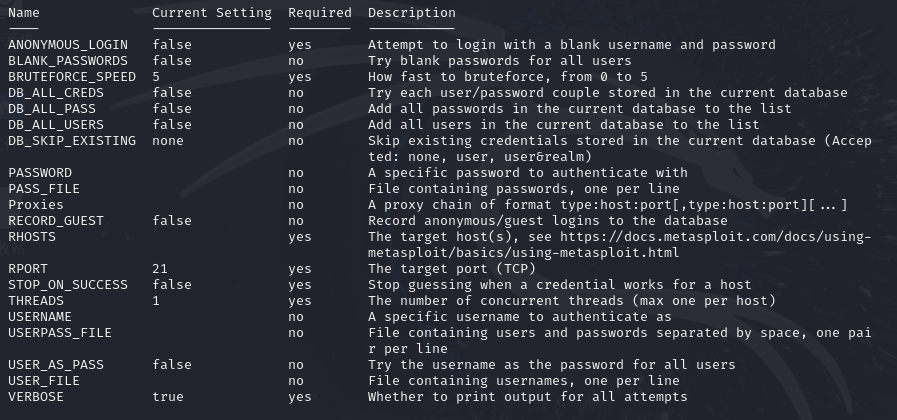 Name Current Setting Required Description
ANONYMOUS_LOGIN false yes Attempt to login with a blank username and password
BLANK_PASSWORDS false no Try blank passwords for all users
BRUTEFORCE_SPEED 5 yes How fast to bruteforce, from 0 to 5
DB_ALL_CREDS false no Try each user/password couple stored in the current database
DB_ALL_PASS false no Add all passwords in the current database to the list
DB_ALL_USERS false no Add all users in the current database to the list
DB_SKIP_EXISTING none no Skip existing credentials stored in the current database (Accep
ted: none, user, user&realm)
PASSWORD no A specific password to authenticate with
PASS_FILE no File containing passwords, one per line
Proxies no A proxy chain of format type:host:port[,type:host:port][...]
RECORD_GUEST false no Record anonymous/guest logins to the database
RHOSTS yes The target host(s), see https://docs.metasploit.com/docs/using-
metasploit/basics/using-metasploit.html
RPORT 21 yes The target port (TCP)
STOP_ON_SUCCESS false yes Stop guessing when a credential works for a host
THREADS 1 yes The number of concurrent threads (max one per host)
USERNAME no A specific username to authenticate as
USERPASS_FILE no File containing users and passwords separated by space, one pai
r per line
USER_AS_PASS false no Try the username as the password for all users
USER_FILE no File containing usernames, one per line
VERBOSE true yes Whether to print output for all attempts